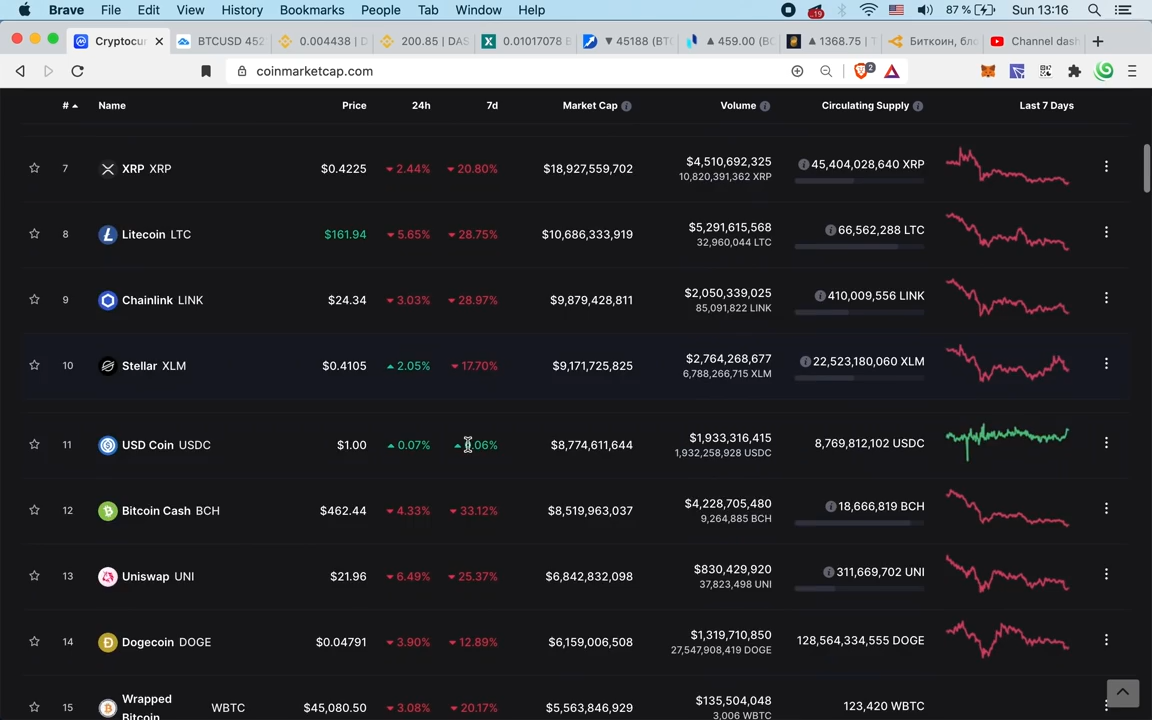 Brave File Edit View History Bookmarks People Tab Window Help 19 87 % Sun 13:16
Cryptocur BTCUSD 452 0.004438 | D 200.85 | DAS 0.01017078 45188 (BT ▲ 459.00 (BC ▲ 1368.75 | Биткоин, бло Channel dash
coinmarketcap.com 2
# Name Price 24h 7d Market Cap Volume Circulating Supply Last 7 Days
7 XRP XRP $0.4225 2.44% 20.80% $18,927,559,702 $4,510,692,325 45,404,028,640 XRP
10,820,391,362 XRP
8 Litecoin LTC $161.94 5.65% 28.75% $10,686,333,919 $5,291,615,568 66,562,288 LTC
32,960,044 LTC
9 Chainlink LINK $24.34 3.03% 28.97% $9,879,428,811 $2,050,339,025 410,009,556 LINK
85,091,822 LINK
10 Stellar XLM $0.4105 2.05% 17.70% $9,171,725,825 $2,764,268,677 22,523,180,060 XLM
6,788,266,715 XLM
11 USD Coin USDC $1.00 0.07% 0.06% $8,774,611,644 $1,933,316,415 8,769,812,102 USDC
1,932,258,928 USDC
12 Bitcoin Cash BCH $462.44 4.33% 33.12% $8,519,963,037 $4,228,705,480 18,666,819 BCH
9,264,885 BCH
13 Uniswap UNI $21.96 6.49% 25.37% $6,842,832,098 $830,429,920 311,669,702 UNI
37,823,498 UNI
14 Dogecoin DOGE $0.04791 3.90% 12.89% $6,159,006,508 $1,319,710,850 128,564,334,555 DOGE
27,547,908,419 DOGE
15 Wrapped Bitcoin WBTC $45,080.50 3.08% 20.17% $5,563,846,929 $135,504,048 123,420 WBTC
3,006 WBTC